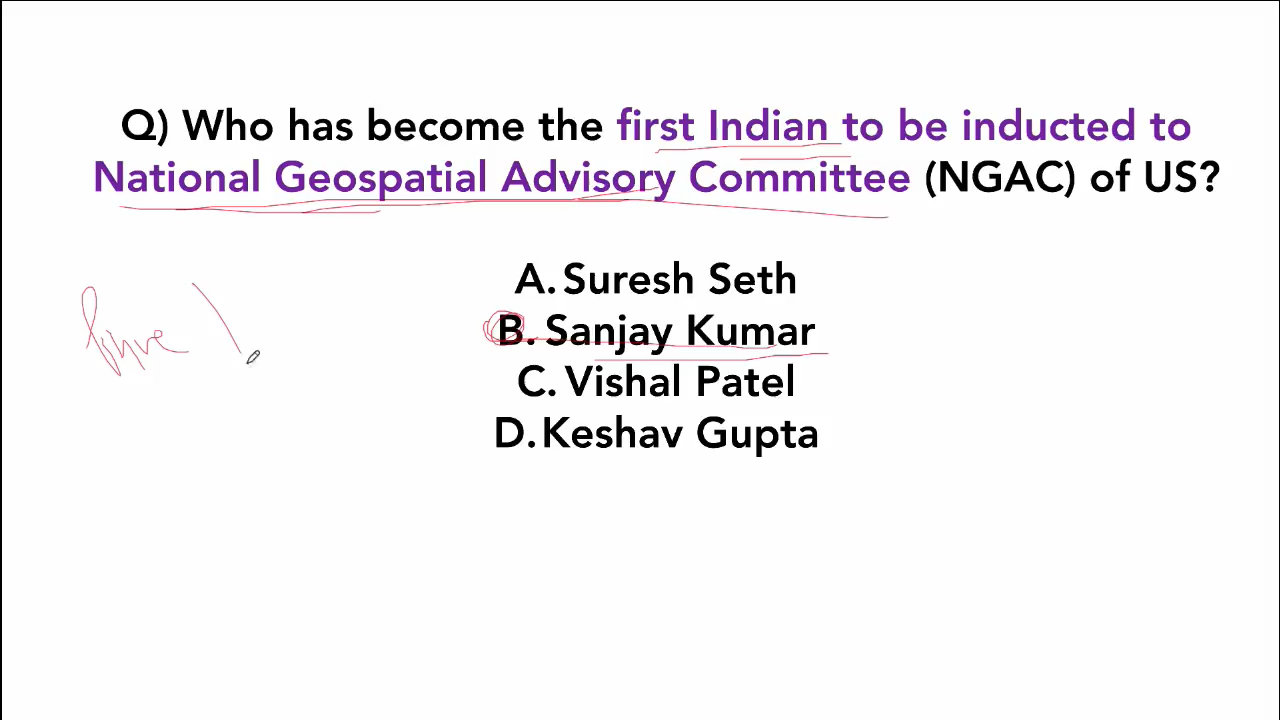 Q) Who has become the first Indian to be inducted to
National Geospatial Advisory Committee (NGAC) of US?
A. Suresh Seth
B. Sanjay Kumar
C. Vishal Patel
D. Keshav Gupta